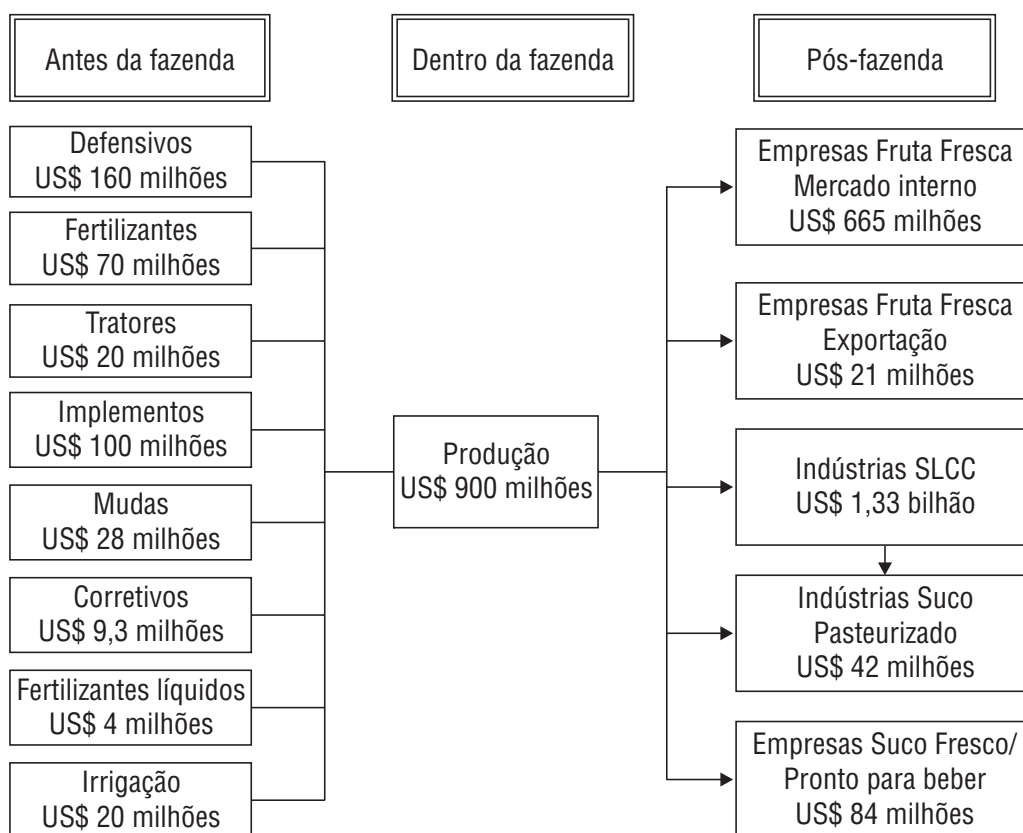 Antes da fazenda
Dentro da fazenda
Pós-fazenda
Defensivos
US$ 160 milhões
Fertilizantes
US$ 70 milhões
Tratores
US$ 20 milhões
Implementos
US$ 100 milhões
Mudas
US$ 28 milhões
Corretivos
US$ 9,3 milhões
Fertilizantes líquidos
US$ 4 milhões
Irrigação
US$ 20 milhões
Produção
US$ 900 milhões
Empresas Fruta Fresca
Mercado interno
US$ 665 milhões
Empresas Fruta Fresca
Exportação
US$ 21 milhões
Indústrias SLCC
US$ 1,33 bilhão
Indústrias Suco
Pasteurizado
US$ 42 milhões
Empresas Suco Fresco/
Pronto para beber
US$ 84 milhões